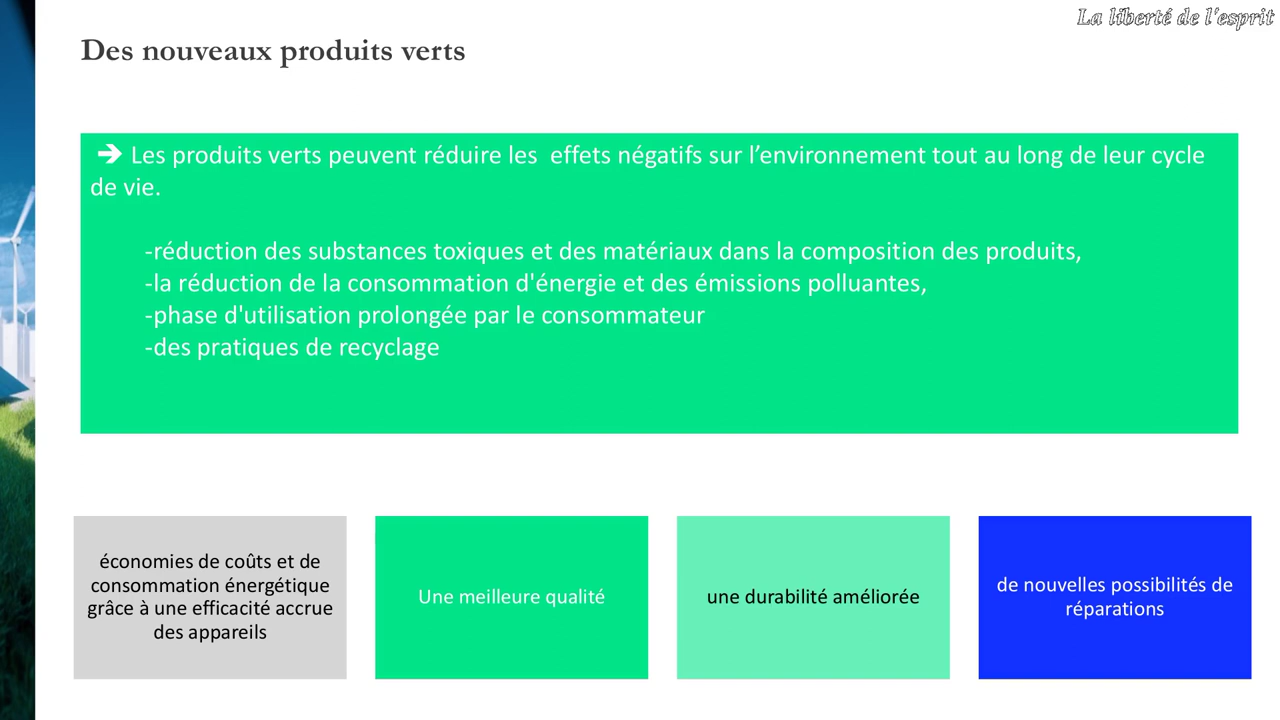 La liberté de l'esprit
Des nouveaux produits verts
➔ Les produits verts peuvent réduire les  effets négatifs sur l’environnement tout au long de leur cycle
de vie.
-réduction des substances toxiques et des matériaux dans la composition des produits,
-la réduction de la consommation d'énergie et des émissions polluantes,
-phase d'utilisation prolongée par le consommateur
-des pratiques de recyclage
économies de coûts et de
consommation énergétique
grâce à une efficacité accrue
des appareils
Une meilleure qualité
une durabilité améliorée
de nouvelles possibilités de
réparations